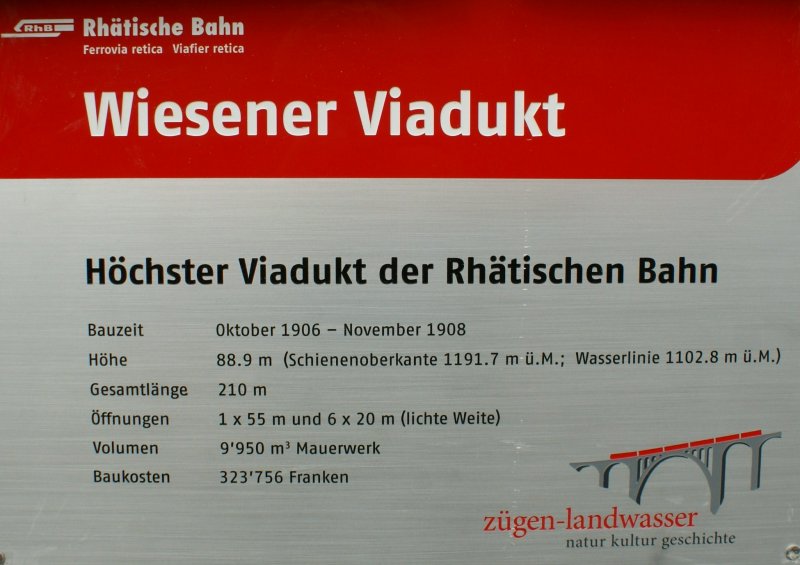 RhB Rhätische Bahn
Ferrovia retica Viafier retica
Wiesener Viadukt
Höchster Viadukt der Rhätischen Bahn
Bauzeit Oktober 1906 – November 1908
Höhe 88.9 m (Schienenoberkante 1191.7 m ü.M.; Wasserlinie 1102.8 m ü.M.)
Gesamtlänge 210 m
Öffnungen 1 x 55 m und 6 x 20 m (lichte Weite)
Volumen 9'950 m³ Mauerwerk
Baukosten 323'756 Franken
zügen-landwasser
natur kultur geschichte